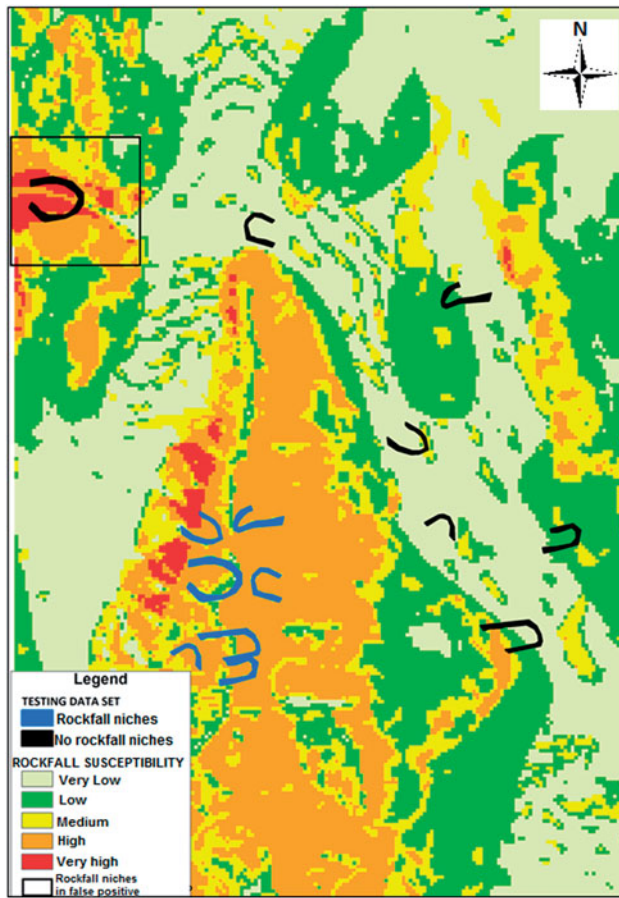 N
Legend
TESTING DATA SET
Rockfall niches
No rockfall niches
ROCKFALL SUSCEPTIBILITY
Very Low
Low
Medium
High
Very high
Rockfall niches
in false positive